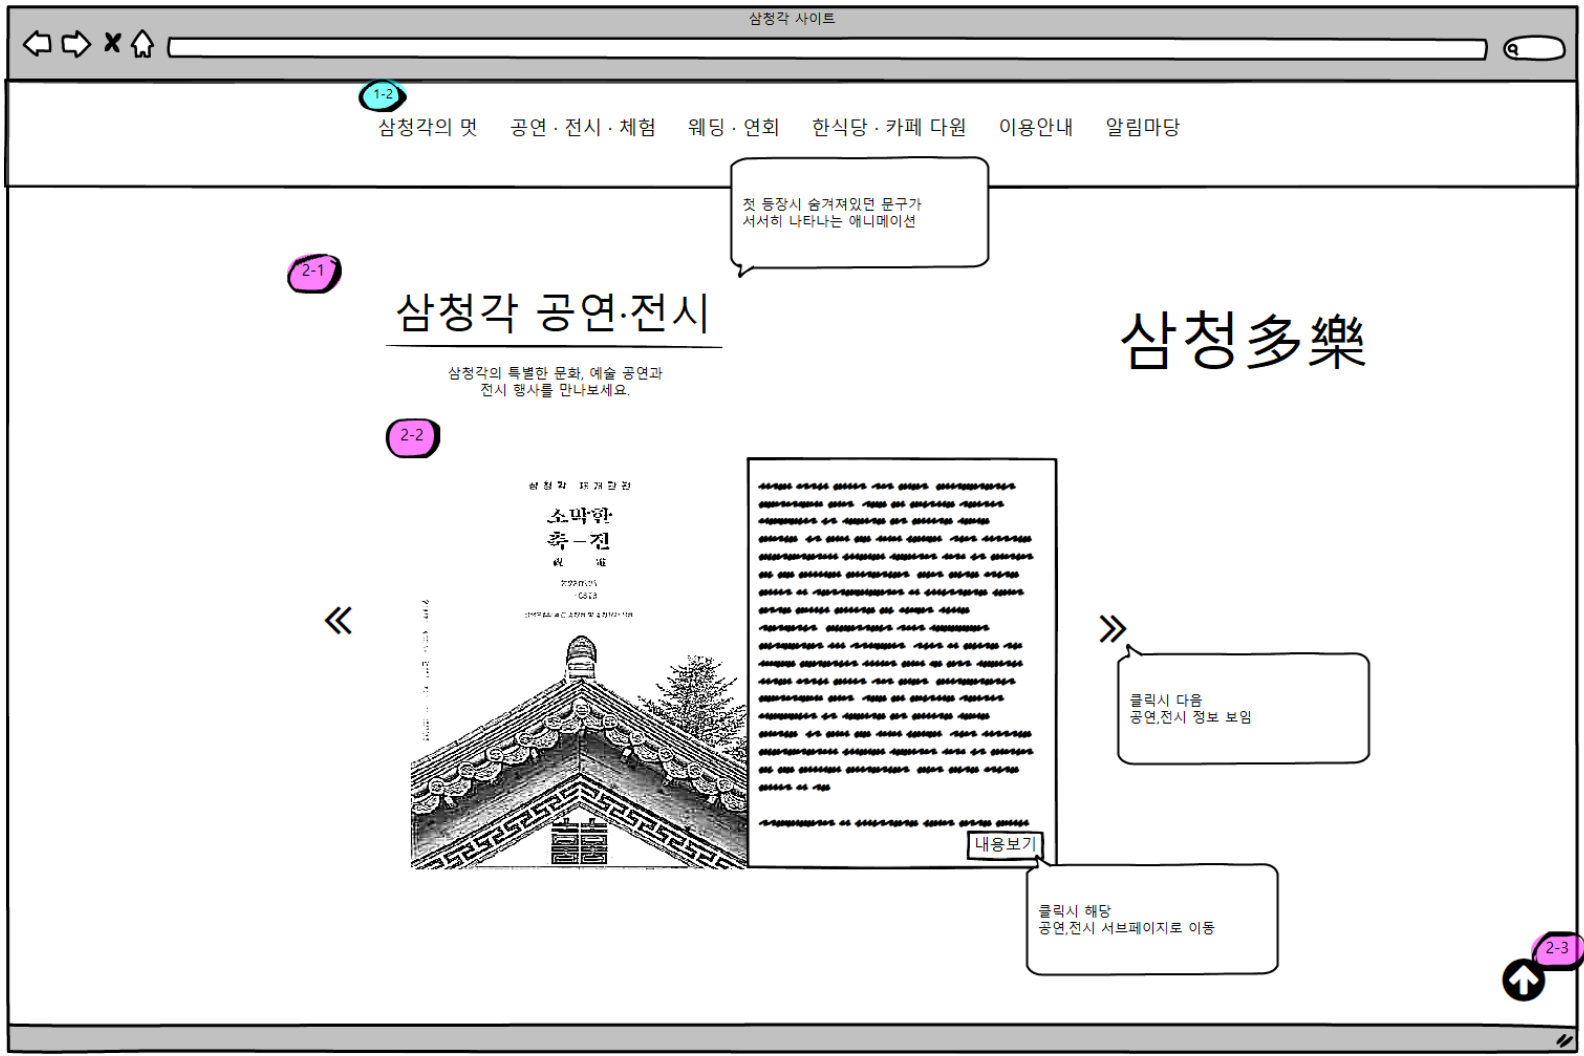 삼청각 사이트
1-2
삼청각의 멋 공연 · 전시 · 체험 웨딩 · 연회 한식당 · 카페 다원 이용안내 알림마당
첫 등장시 숨겨져있던 문구가
서서히 나타나는 애니메이션
2-1
삼청각 공연·전시
삼청각의 특별한 문화, 예술 공연과
전시 행사를 만나보세요.
삼청多樂
2-2
삼청각 재개관전
소박한
축–전
클릭시 다음
공연,전시 정보 보임
내용보기
클릭시 해당
공연,전시 서브페이지로 이동
2-3